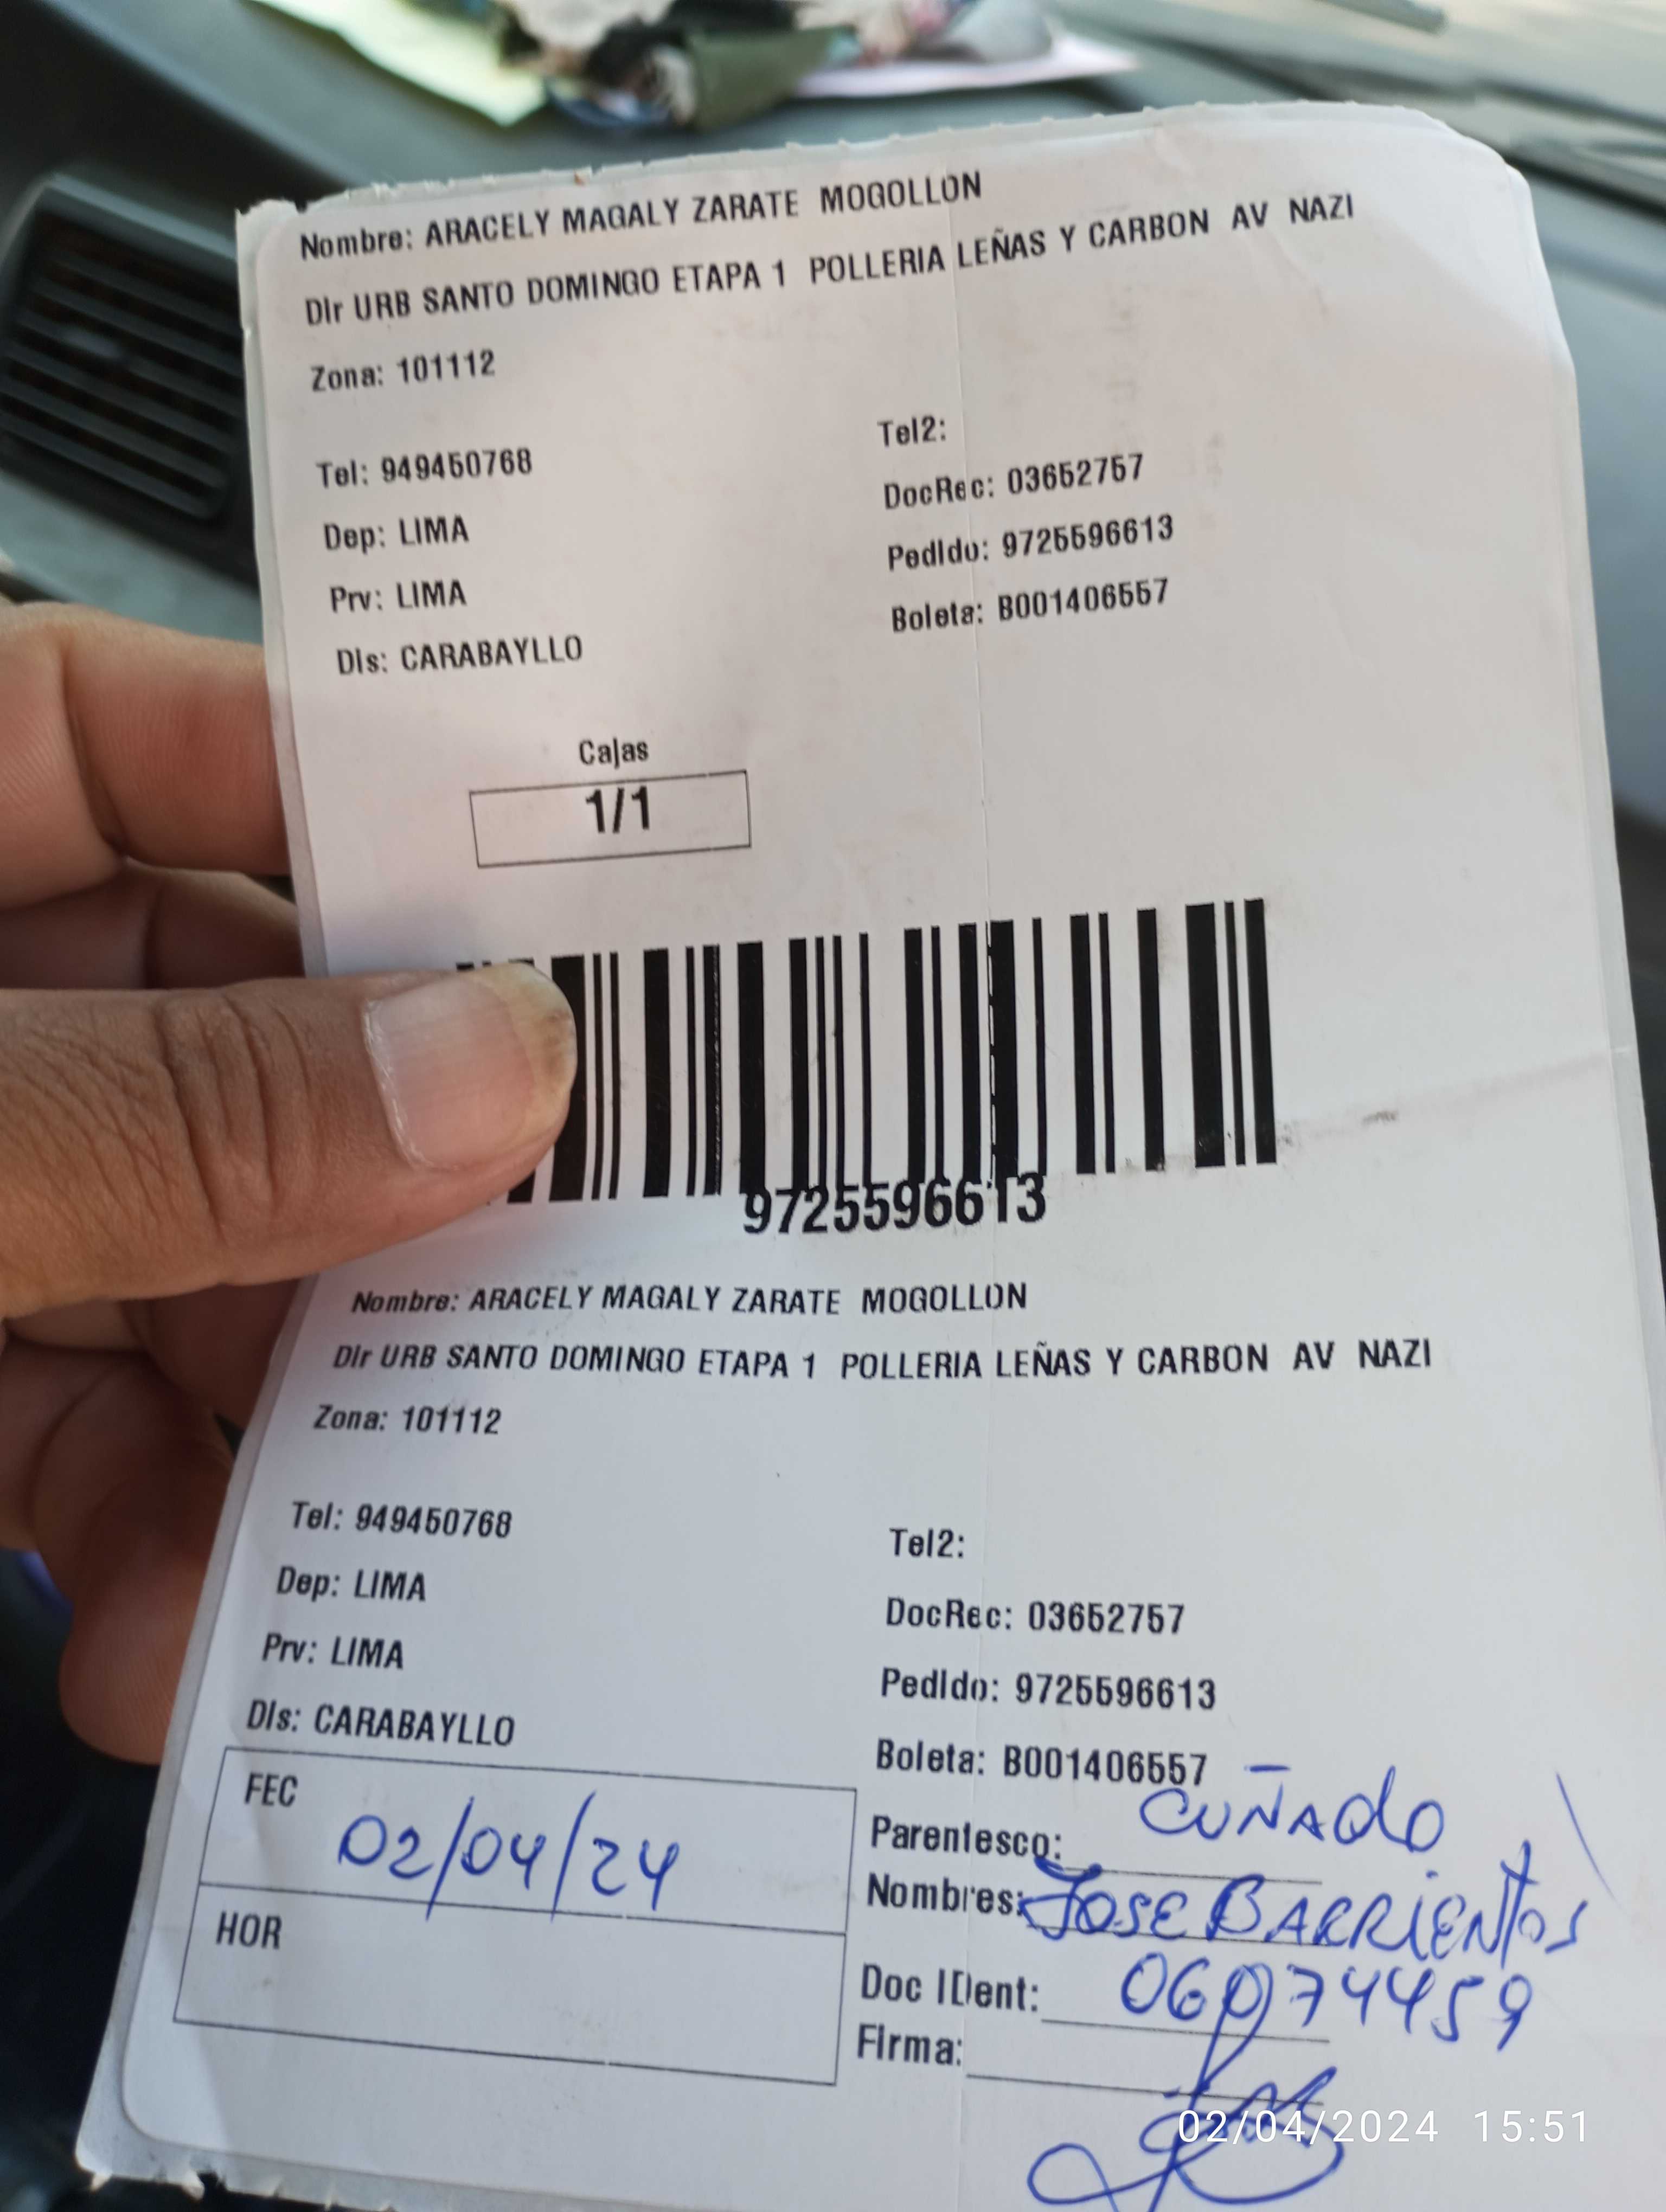 Nombre: ARACELY MAGALY ZARATE MOGOLLON
Dir URB SANTO DOMINGO ETAPA 1 POLLERIA LEÑAS Y CARBON AV NAZI
Zona: 101112
Tel: 949450768
Tel2:
DocRec: 03652757
Dep: LIMA
Pedido: 9725596613
Prv: LIMA
Boleta: B001406557
Dis: CARABAYLLO
Cajas
1/1
9725596613
Nombre: ARACELY MAGALY ZARATE MOGOLLON
Dir URB SANTO DOMINGO ETAPA 1 POLLERIA LEÑAS Y CARBON AV NAZI
Zona: 101112
Tel: 949450768
Tel2:
Dep: LIMA
DocRec: 03652757
Prv: LIMA
Pedido: 9725596613
Dis: CARABAYLLO
Boleta: B001406557
FEC 02/04/24
HOR
Parentesco: CUÑAdO
Nombres: JOSE BARRIENTOS
Doc IDent: 06074459
Firma:
02/04/2024 15:51